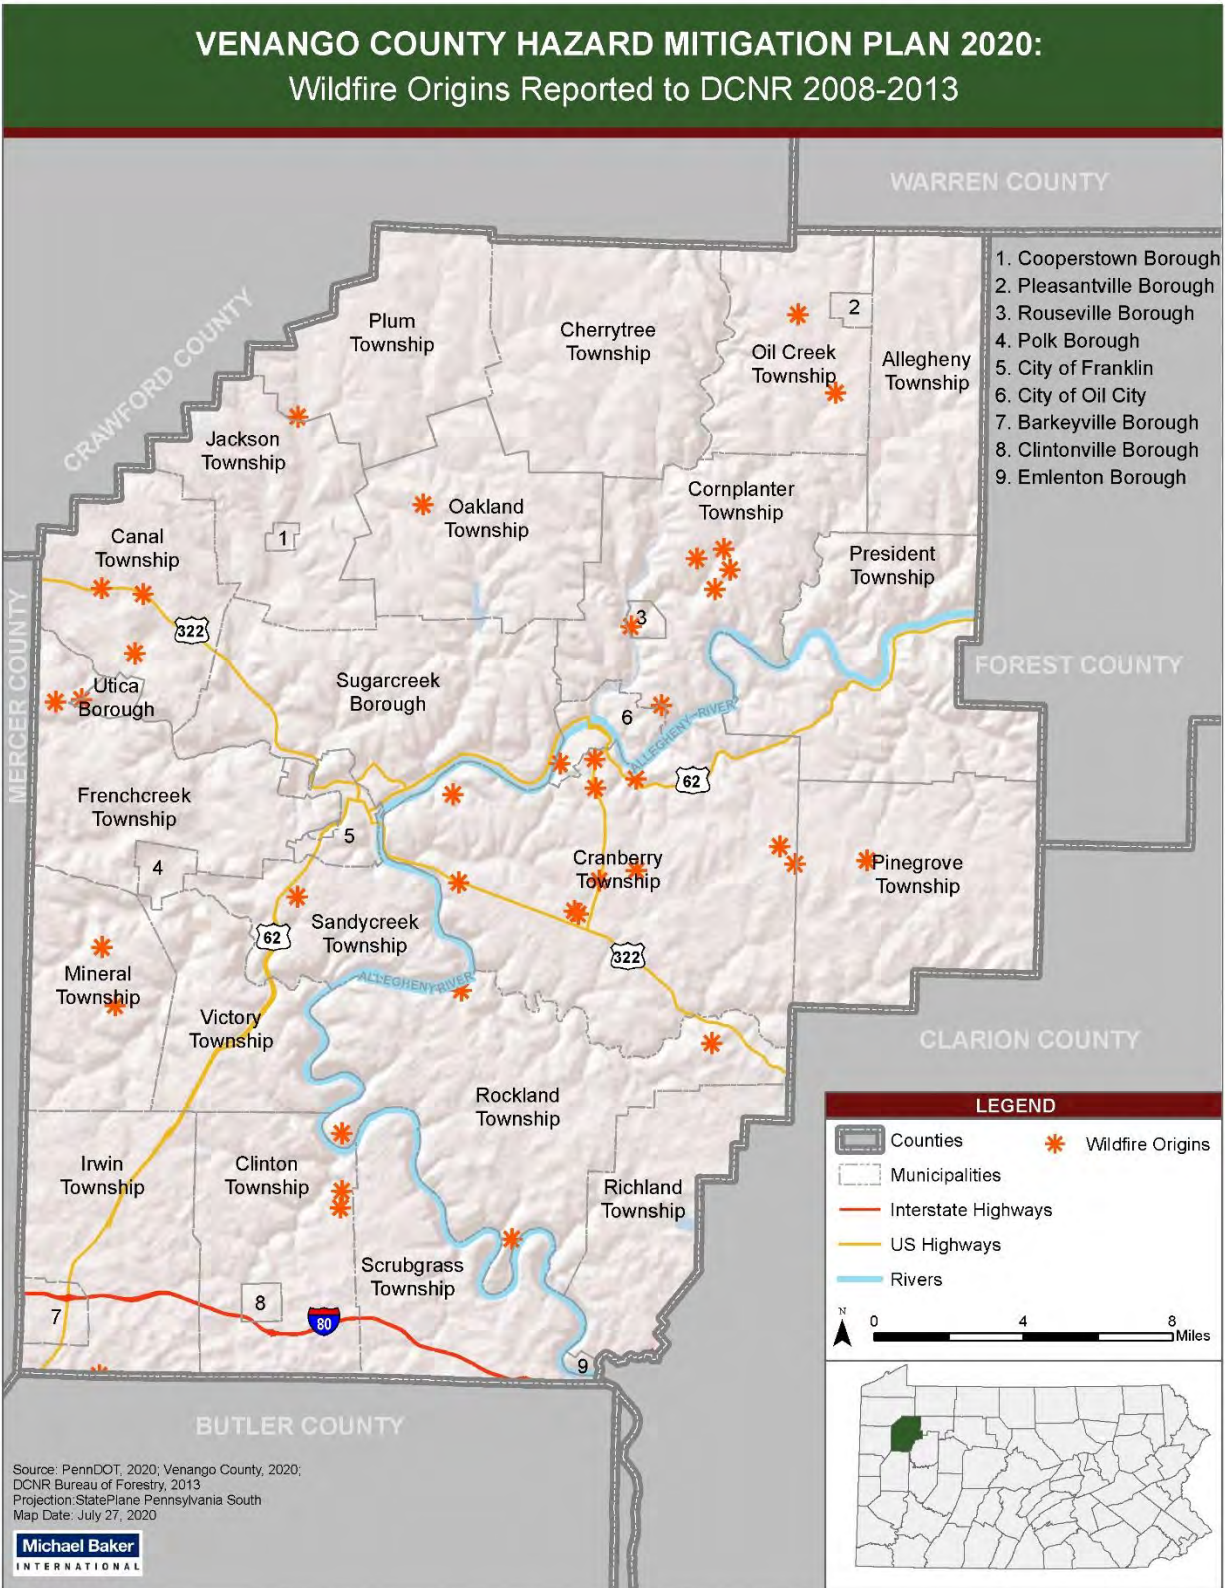 VENANGO COUNTY HAZARD MITIGATION PLAN 2020:
Wildfire Origins Reported to DCNR 2008-2013
WARREN COUNTY
CRAWFORD COUNTY
1. Cooperstown Borough
2. Pleasantville Borough
3. Rouseville Borough
4. Polk Borough
5. City of Franklin
6. City of Oil City
7. Barkeyville Borough
8. Clintonville Borough
9. Emlenton Borough
Plum
Township
Cherrytree
Township
2
Oil Creek
Township
Allegheny
Township
Jackson
Township
Oakland
Township
Cornplanter
Township
Canal
Township
1
President
Township
322
3
MERCER COUNTY
FOREST COUNTY
Utica
Borough
Sugarcreek
Borough
6
ALLEGHENY RIVER
62
Frenchcreek
Township
5
4
Cranberry
Township
Pinegrove
Township
Sandycreek
Township
62
322
Mineral
Township
ALLEGHENY RIVER
Victory
Township
CLARION COUNTY
Rockland
Township
Irwin
Township
Clinton
Township
Richland
Township
Scrubgrass
Township
7
8
80
9
BUTLER COUNTY
LEGEND
Counties
Wildfire Origins
Municipalities
Interstate Highways
US Highways
Rivers
N
0 4 8
Miles
Source: PennDOT, 2020; Venango County, 2020;
DCNR Bureau of Forestry, 2013
Projection:StatePlane Pennsylvania South
Map Date: July 27, 2020
Michael Baker
INTERNATIONAL